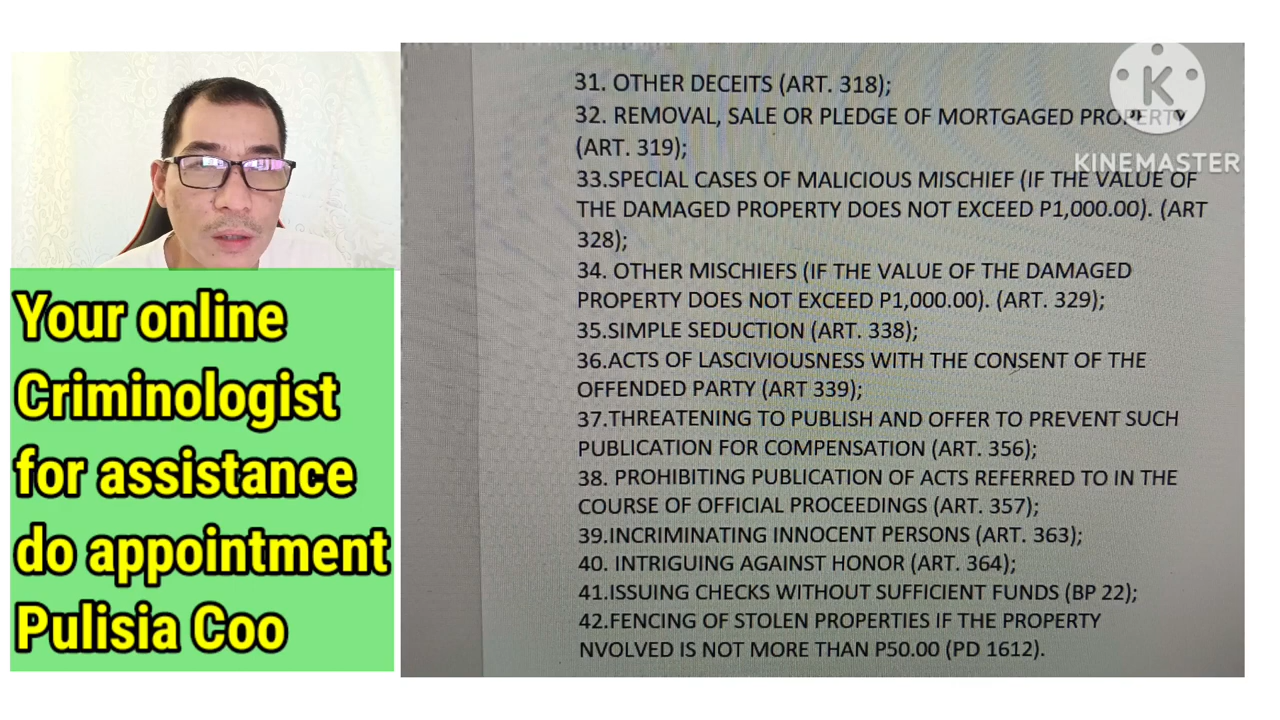 Your online
Criminologist
for assistance
do appointment
Pulisia Coo
31. OTHER DECEITS (ART. 318);
32. REMOVAL, SALE OR PLEDGE OF MORTGAGED PROPERTY
(ART. 319);
33.SPECIAL CASES OF MALICIOUS MISCHIEF (IF THE VALUE OF
THE DAMAGED PROPERTY DOES NOT EXCEED P1,000.00). (ART
328);
34. OTHER MISCHIEFS (IF THE VALUE OF THE DAMAGED
PROPERTY DOES NOT EXCEED P1,000.00). (ART. 329);
35.SIMPLE SEDUCTION (ART. 338);
36.ACTS OF LASCIVIOUSNESS WITH THE CONSENT OF THE
OFFENDED PARTY (ART 339);
37.THREATENING TO PUBLISH AND OFFER TO PREVENT SUCH
PUBLICATION FOR COMPENSATION (ART. 356);
38. PROHIBITING PUBLICATION OF ACTS REFERRED TO IN THE
COURSE OF OFFICIAL PROCEEDINGS (ART. 357);
39.INCRIMINATING INNOCENT PERSONS (ART. 363);
40. INTRIGUING AGAINST HONOR (ART. 364);
41.ISSUING CHECKS WITHOUT SUFFICIENT FUNDS (BP 22);
42.FENCING OF STOLEN PROPERTIES IF THE PROPERTY
NVOLVED IS NOT MORE THAN P50.00 (PD 1612).
K
KINEMASTER